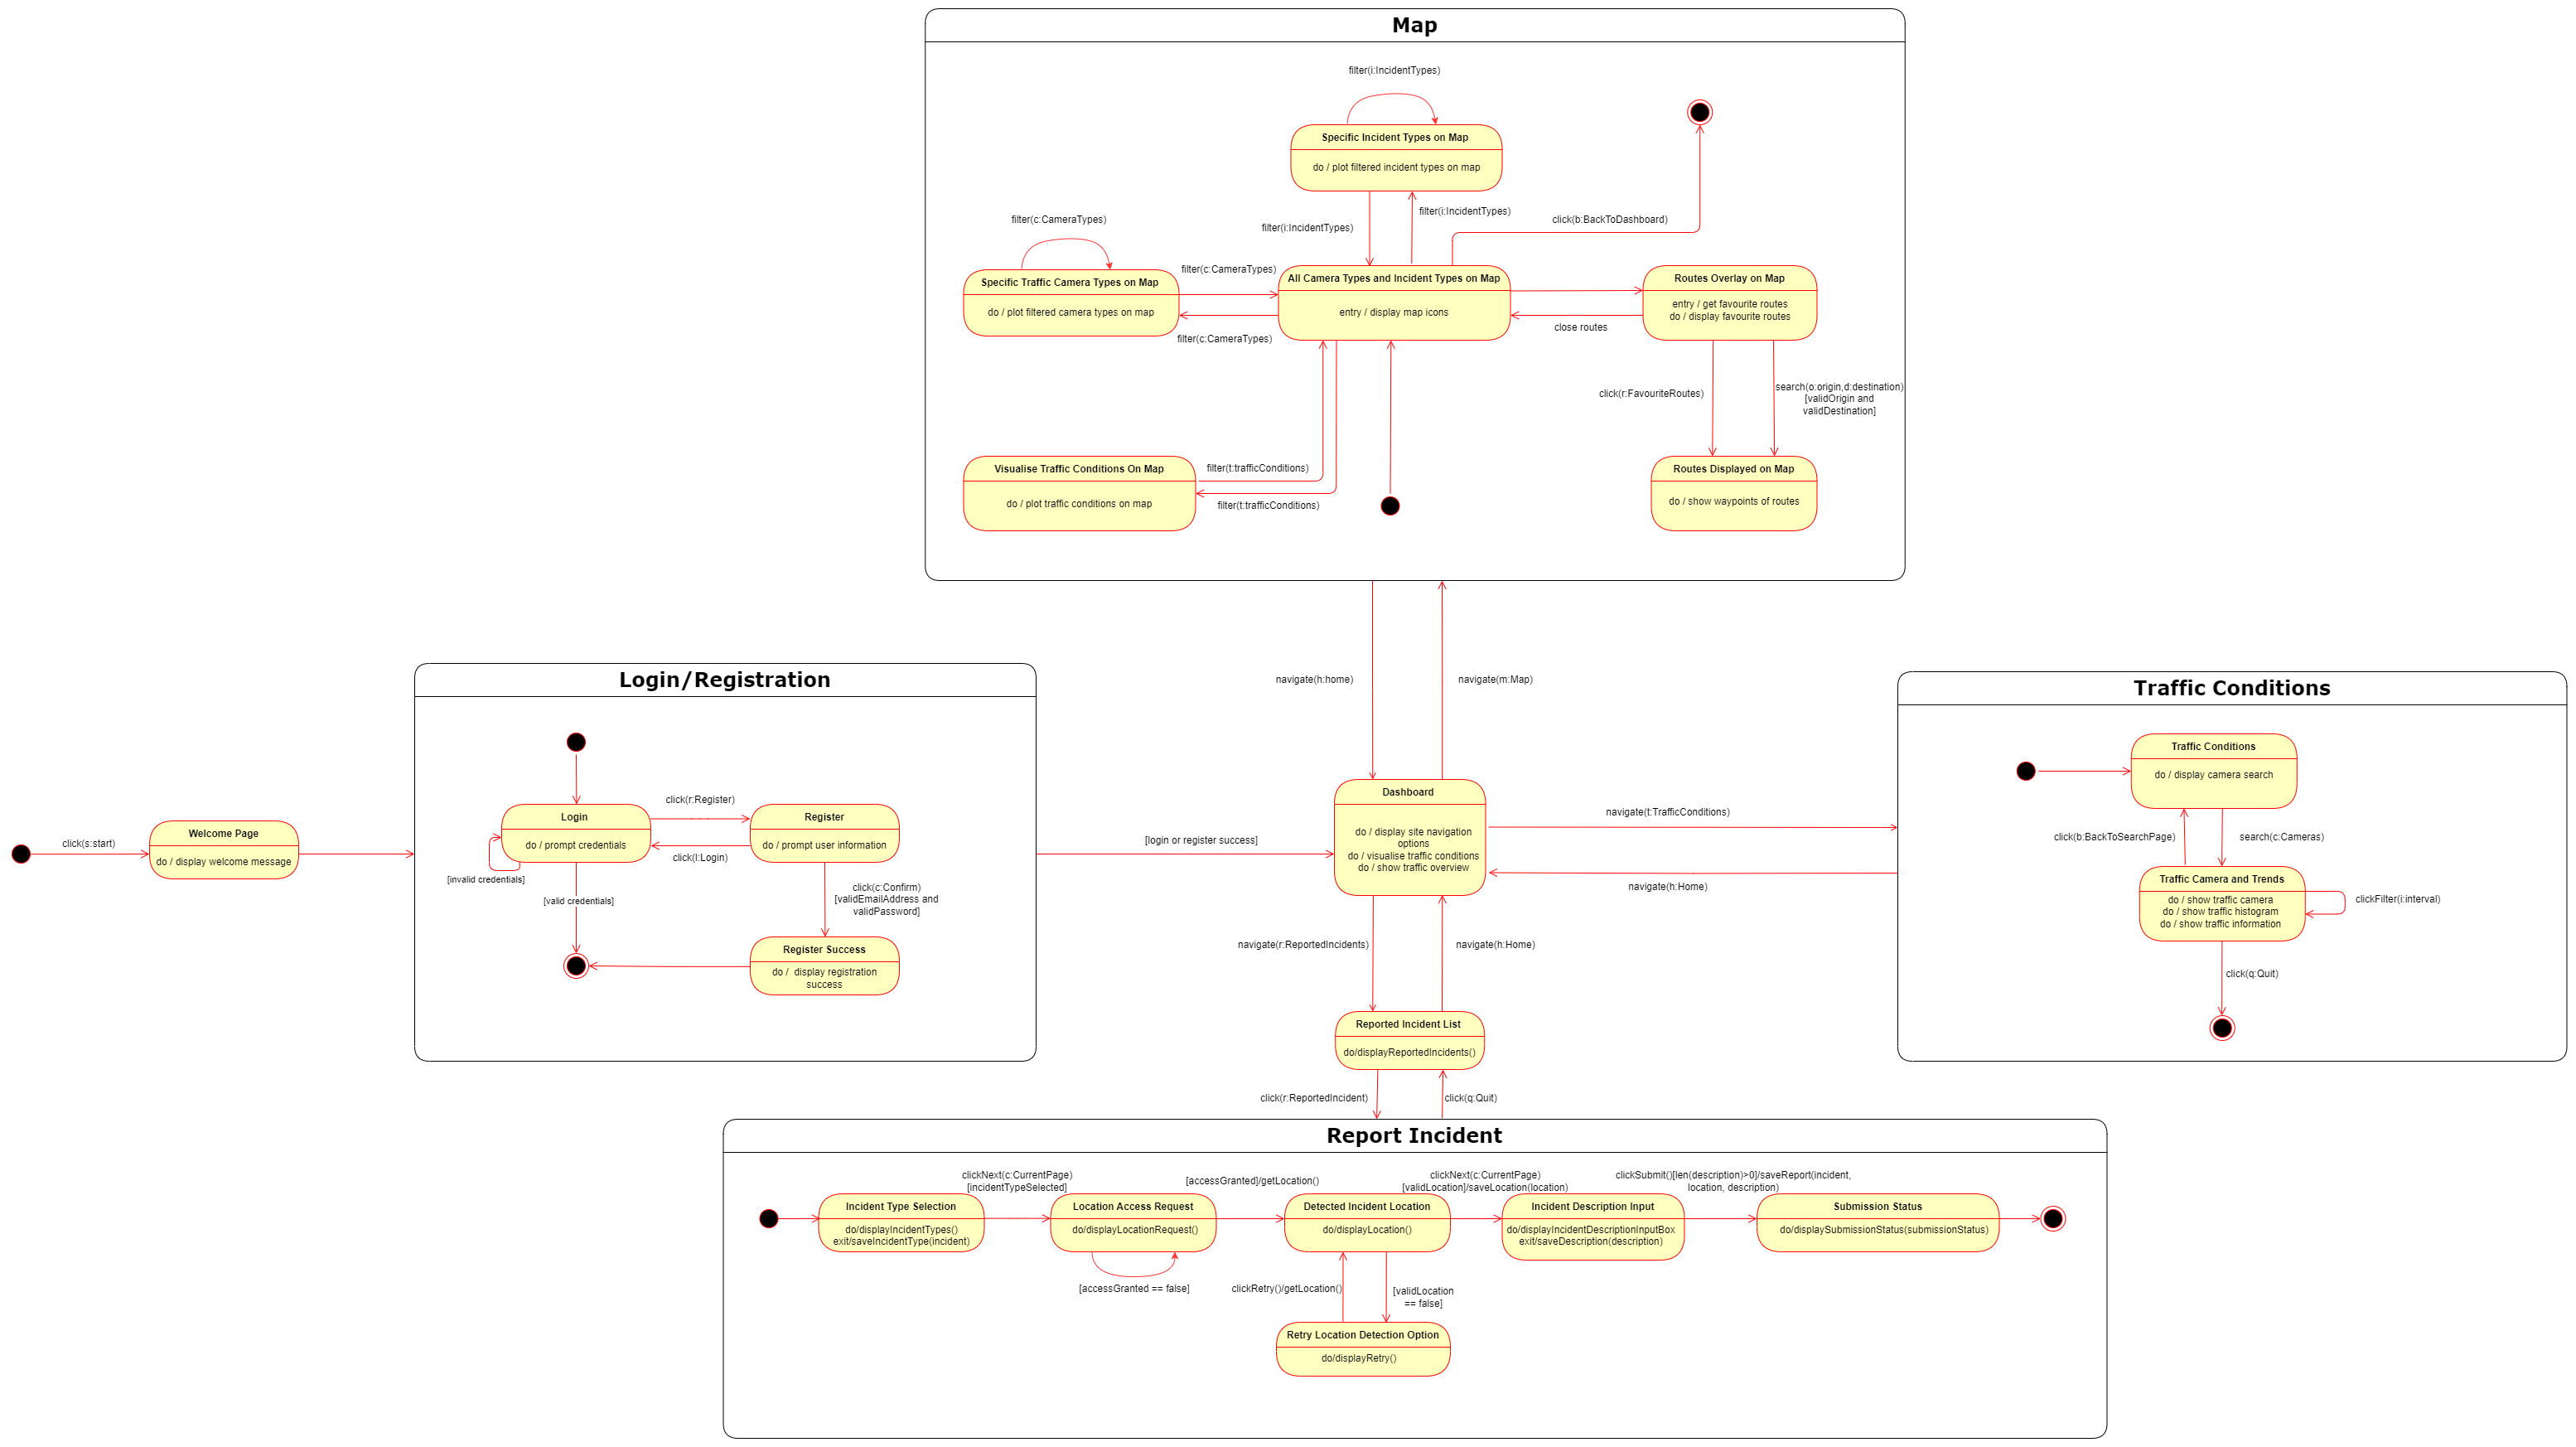 Map
filter(i:IncidentTypes)
Specific Incident Types on Map
do / plot filtered incident types on map
filter(i:IncidentTypes)
filter(i:IncidentTypes)
click(b:BackToDashboard)
filter(c:CameraTypes)
Specific Traffic Camera Types on Map
do / plot filtered camera types on map
filter(c:CameraTypes)
filter(c:CameraTypes)
All Camera Types and Incident Types on Map
entry / display map icons
Routes Overlay on Map
entry / get favourite routes
do / display favourite routes
close routes
click(r:FavouriteRoutes)
search(o:origin,d:destination)
[validOrigin and
validDestination]
Visualise Traffic Conditions On Map
do / plot traffic conditions on map
filter(t:trafficConditions)
filter(t:trafficConditions)
Routes Displayed on Map
do / show waypoints of routes
navigate(h:home)
navigate(m:Map)
click(s:start)
Welcome Page
do / display welcome message
Login/Registration
Login
do / prompt credentials
click(r:Register)
click(l:Login)
Register
do / prompt user information
[invalid credentials]
[valid credentials]
click(c:Confirm)
[validEmailAddress and
validPassword]
Register Success
do /  display registration
success
[login or register success]
Dashboard
do / display site navigation
options
do / visualise traffic conditions
do / show traffic overview
navigate(t:TrafficConditions)
navigate(h:Home)
Traffic Conditions
Traffic Conditions
do / display camera search
click(b:BackToSearchPage)
search(c:Cameras)
Traffic Camera and Trends
do / show traffic camera
do / show traffic histogram
do / show traffic information
clickFilter(i:interval)
click(q:Quit)
navigate(r:ReportedIncidents)
navigate(h:Home)
Reported Incident List
do/displayReportedIncidents()
click(r:ReportedIncident)
click(q:Quit)
Report Incident
Incident Type Selection
do/displayIncidentTypes()
exit/saveIncidentType(incident)
clickNext(c:CurrentPage)
[incidentTypeSelected]
Location Access Request
do/displayLocationRequest()
[accessGranted == false]
[accessGranted]/getLocation()
Detected Incident Location
do/displayLocation()
clickRetry()/getLocation()
[validLocation
== false]
Retry Location Detection Option
do/displayRetry()
clickNext(c:CurrentPage)
[validLocation]/saveLocation(location)
Incident Description Input
do/displayIncidentDescriptionInputBox
exit/saveDescription(description)
clickSubmit()[len(description)>0]/saveReport(incident,
location, description)
Submission Status
do/displaySubmissionStatus(submissionStatus)